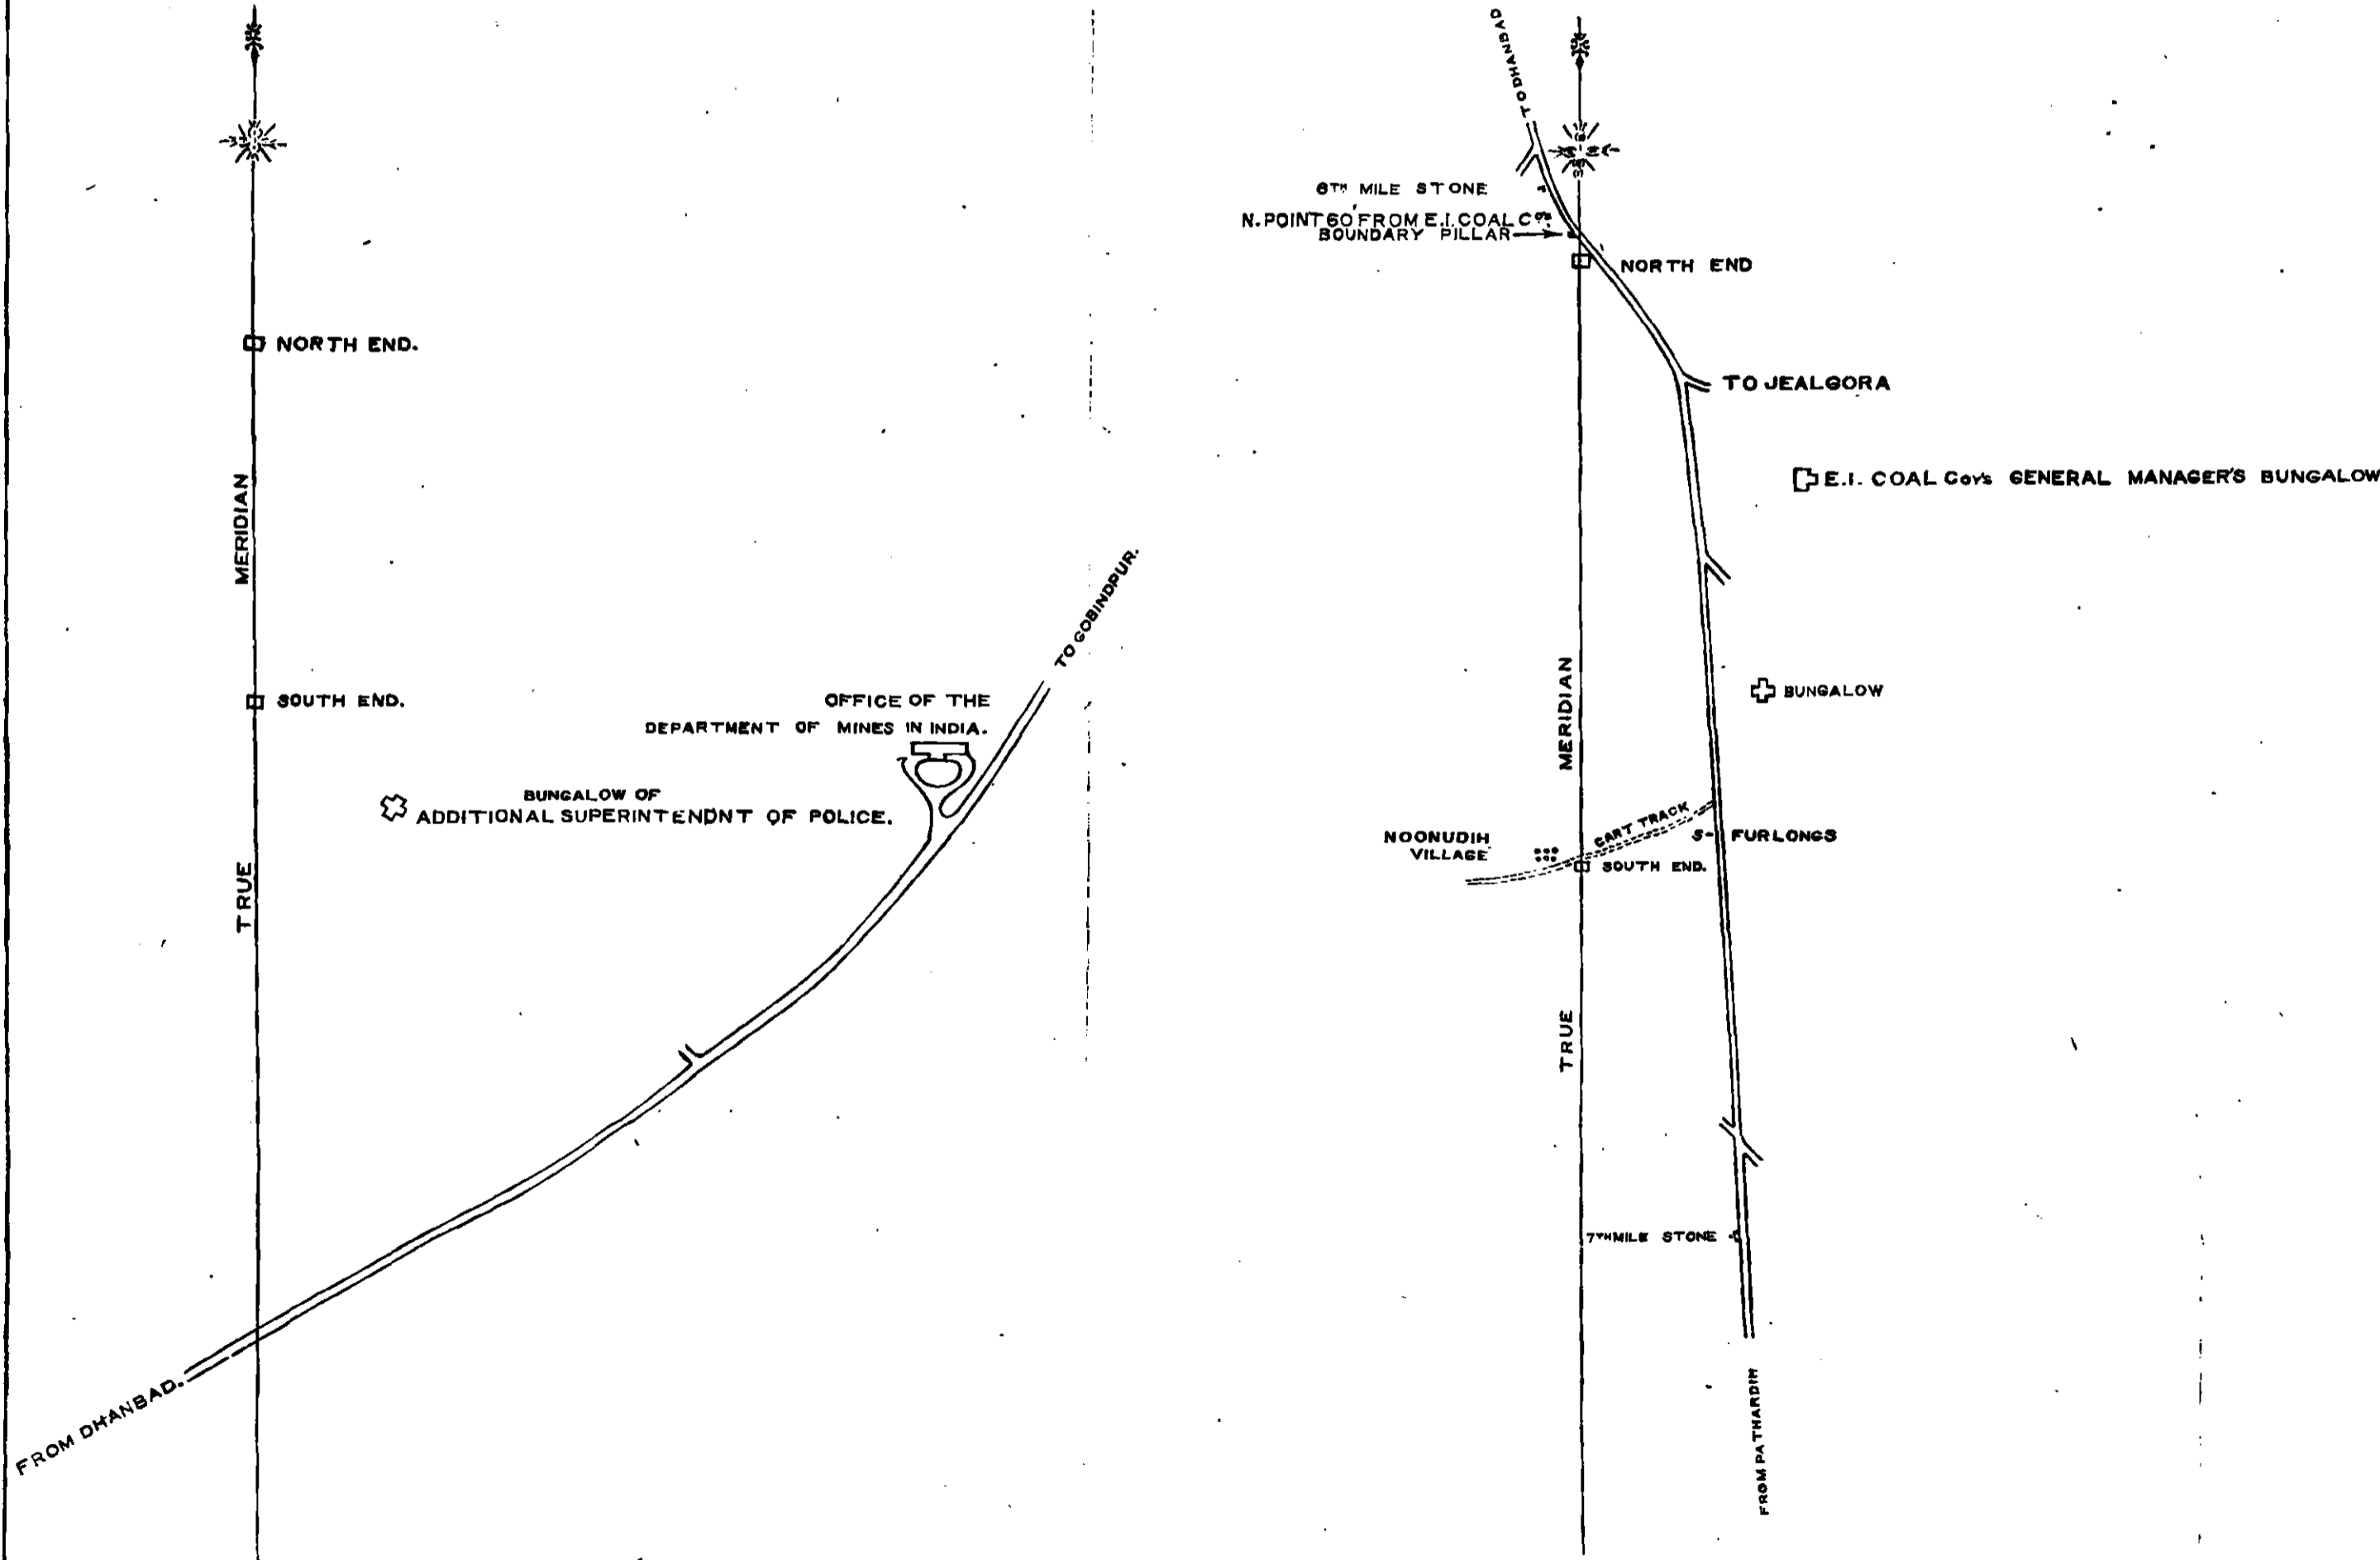 NORTH END.
MERIDIAN
SOUTH END.
TRUE
TO GOBINDPUR.
OFFICE OF THE
DEPARTMENT OF MINES IN INDIA.
BUNGALOW OF
ADDITIONAL SUPERINTENDNT OF POLICE.
FROM DHANBAD.
TO DHANBAD
6TH MILE STONE
N. POINT 60' FROM E.I. COAL COYS.
BOUNDARY PILLAR
NORTH END
TO JEALGORA
E.I. COAL Coy's GENERAL MANAGER'S BUNGALOW
MERIDIAN
BUNGALOW
CART TRACK
NOONUDIH
VILLAGE
5- FURLONGS
SOUTH END.
TRUE
7TH MILE STONE
FROM PATHARDIH